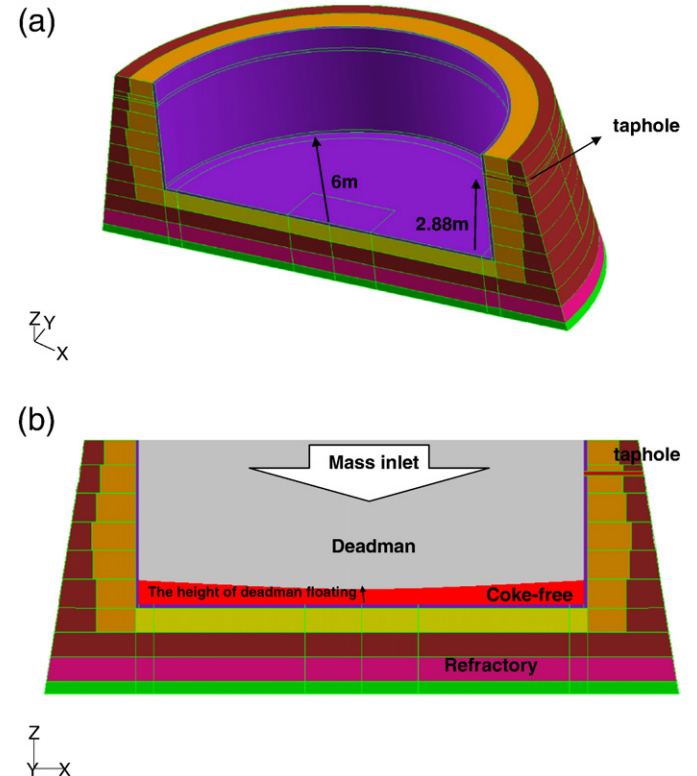 (a)
taphole
6m
2.88m
Z
Y
X
(b)
Mass inlet
taphole
Deadman
The height of deadman floating
Coke-free
Refractory
Z
Y
X